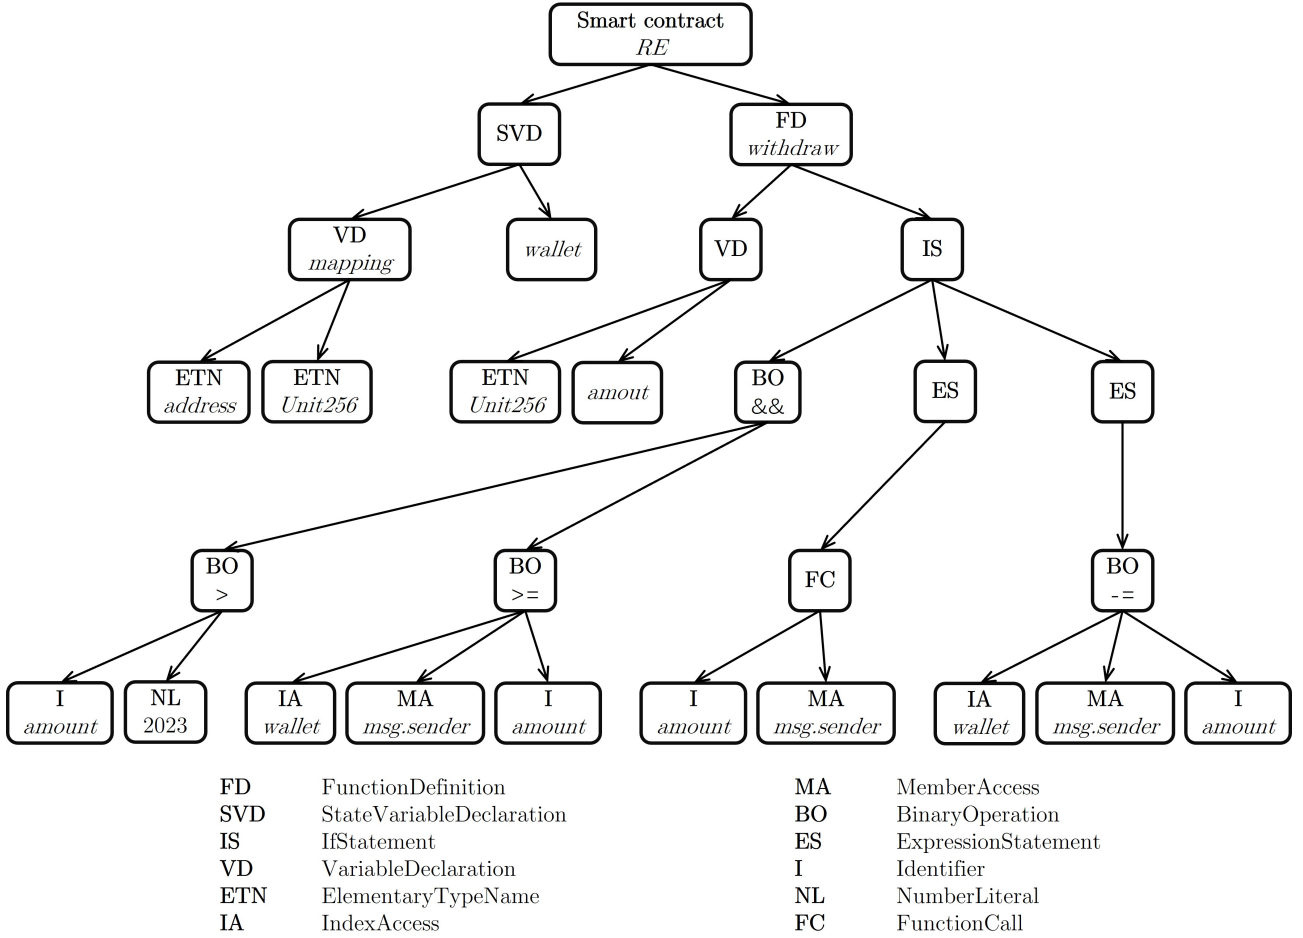 Smart contract
RE
SVD
FD
withdraw
VD
mapping
wallet
VD
IS
ETN
address
ETN
Unit256
ETN
Unit256
amout
BO
&&
ES
ES
BO
>
BO
>=
FC
BO
-=
I
amount
NL
2023
IA
wallet
MA
msg.sender
I
amount
I
amount
MA
msg.sender
IA
wallet
MA
msg.sender
I
amount
FD FunctionDefinition
SVD StateVariableDeclaration
IS IfStatement
VD VariableDeclaration
ETN ElementaryTypeName
IA IndexAccess
MA MemberAccess
BO BinaryOperation
ES ExpressionStatement
I Identifier
NL NumberLiteral
FC FunctionCall